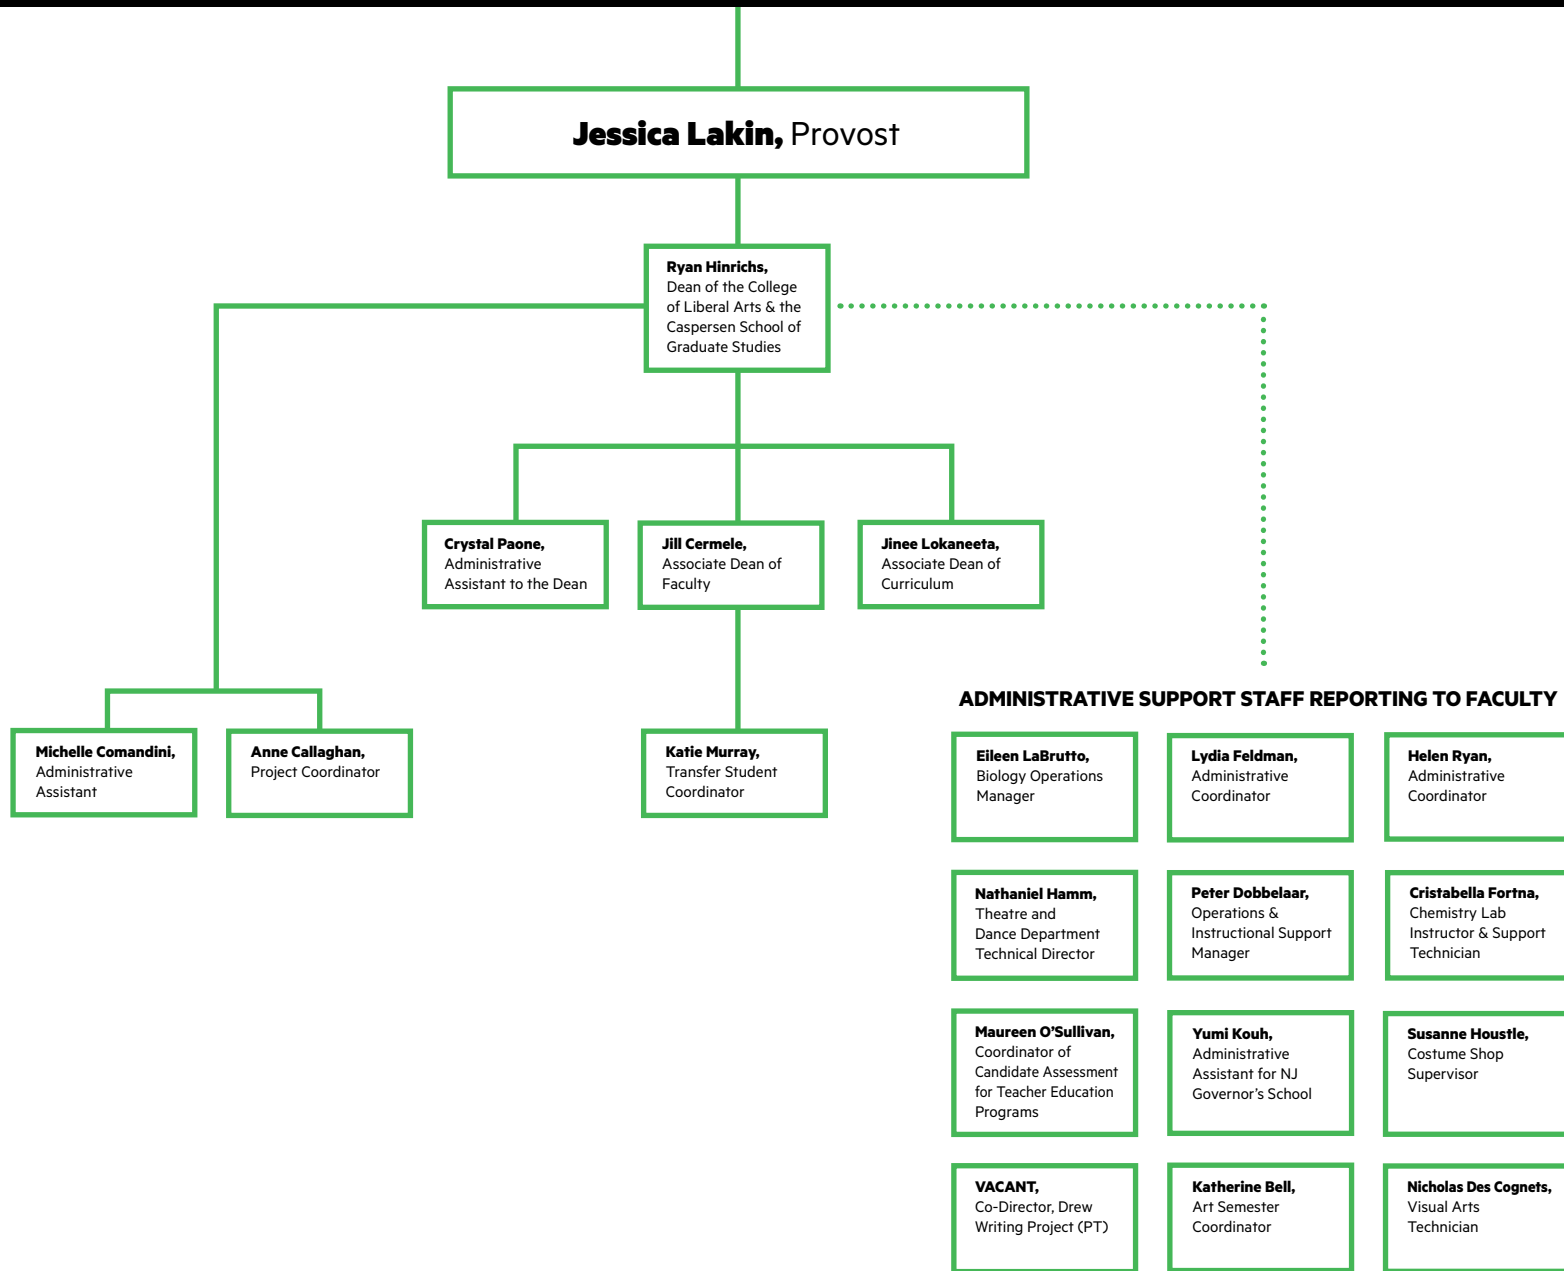 Jessica Lakin, Provost
Ryan Hinrichs,
Dean of the College
of Liberal Arts & the
Caspersen School of
Graduate Studies
Crystal Paone,
Administrative
Assistant to the Dean
Jill Cermele,
Associate Dean of
Faculty
Jinee Lokaneeta,
Associate Dean of
Curriculum
Michelle Comandini,
Administrative
Assistant
Anne Callaghan,
Project Coordinator
Katie Murray,
Transfer Student
Coordinator
ADMINISTRATIVE SUPPORT STAFF REPORTING TO FACULTY
Eileen LaBrutto,
Biology Operations
Manager
Lydia Feldman,
Administrative
Coordinator
Helen Ryan,
Administrative
Coordinator
Nathaniel Hamm,
Theatre and
Dance Department
Technical Director
Peter Dobbelaar,
Operations &
Instructional Support
Manager
Cristabella Fortna,
Chemistry Lab
Instructor & Support
Technician
Maureen O’Sullivan,
Coordinator of
Candidate Assessment
for Teacher Education
Programs
Yumi Kouh,
Administrative
Assistant for NJ
Governor’s School
Susanne Houstle,
Costume Shop
Supervisor
VACANT,
Co-Director, Drew
Writing Project (PT)
Katherine Bell,
Art Semester
Coordinator
Nicholas Des Cognets,
Visual Arts
Technician